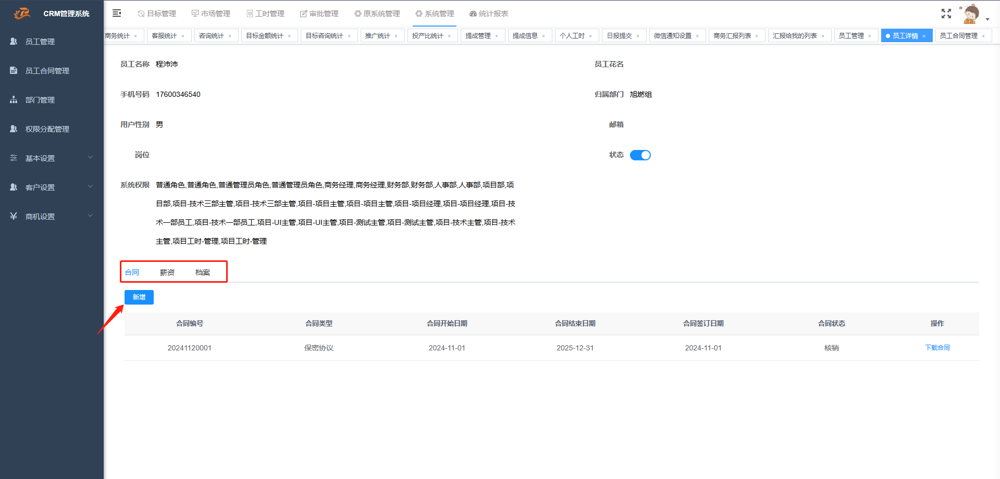 CRM管理系统
目标管理
市场管理
工时管理
审批管理
原系统管理
系统管理
统计报表
商务统计 ×
客服统计 ×
咨询统计 ×
目标金额统计 ×
目标咨询统计 ×
推广统计 ×
投产比统计 ×
提成管理 ×
提成信息 ×
个人工时 ×
日报提交 ×
微信通知设置 ×
商务汇报列表 ×
汇报给我的列表 ×
员工管理 ×
员工详情 ×
员工合同管理 ×
员工管理
员工合同管理
部门管理
权限分配管理
基本设置
客户设置
商机设置
员工名称 程沛沛
员工花名
手机号码 17600346540
归属部门 旭燃组
用户性别 男
邮箱
岗位
状态
系统权限 普通角色,普通角色,普通管理员角色,普通管理员角色,商务经理,商务经理,财务部,财务部,人事部,人事部,项目部,项
目部,项目-技术三部主管,项目-技术三部主管,项目-项目主管,项目-项目主管,项目-项目经理,项目-项目经理,项目-技
术一部员工,项目-技术一部员工,项目-UI主管,项目-UI主管,项目-测试主管,项目-测试主管,项目-技术主管,项目-技术
主管,项目工时-管理,项目工时-管理
合同 薪资 档案
新增
合同编号 合同类型 合同开始日期 合同结束日期 合同签订日期 合同状态 操作
20241120001 保密协议 2024-11-01 2025-12-31 2024-11-01 核销 下载合同